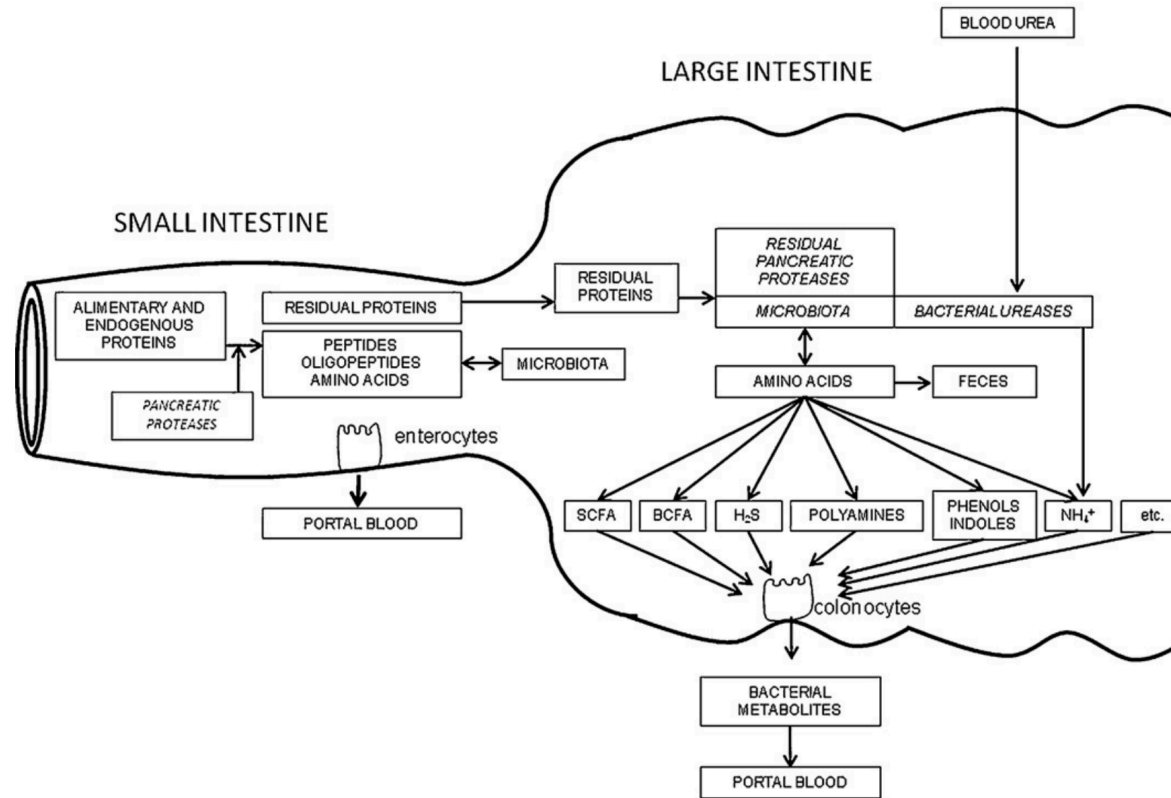 BLOOD UREA
LARGE INTESTINE
SMALL INTESTINE
ALIMENTARY AND
ENDOGENOUS
PROTEINS
PANCREATIC
PROTEASES
RESIDUAL PROTEINS
PEPTIDES
OLIGOPEPTIDES
AMINO ACIDS
MICROBIOTA
enterocytes
PORTAL BLOOD
RESIDUAL
PROTEINS
RESIDUAL
PANCREATIC
PROTEASES
MICROBIOTA
BACTERIAL UREASES
AMINO ACIDS
FECES
SCFA
BCFA
H₂S
POLYAMINES
PHENOLS
INDOLES
NH₄⁺
etc.
colonocytes
BACTERIAL
METABOLITES
PORTAL BLOOD